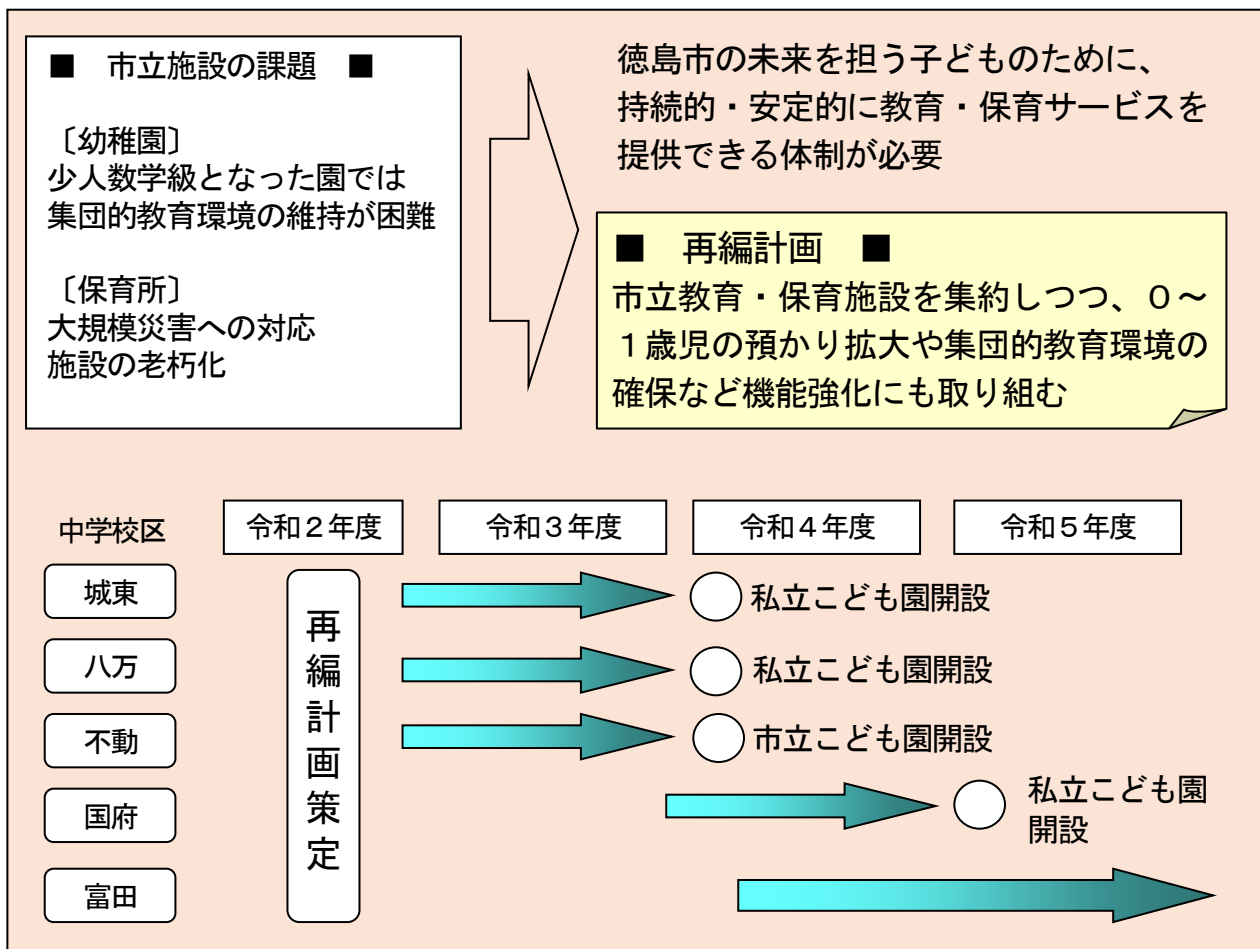 ■　市立施設の課題　■
〔幼稚園〕
少人数学級となった園では
集団的教育環境の維持が困難
〔保育所〕
大規模災害への対応
施設の老朽化
徳島市の未来を担う子どものために、
持続的・安定的に教育・保育サービスを
提供できる体制が必要
■　再編計画　■
市立教育・保育施設を集約しつつ、０～
１歳児の預かり拡大や集団的教育環境の
確保など機能強化にも取り組む
中学校区
令和２年度
令和３年度
令和４年度
令和５年度
再編計画策定
城東
私立こども園開設
八万
私立こども園開設
不動
市立こども園開設
国府
私立こども園
開設
富田